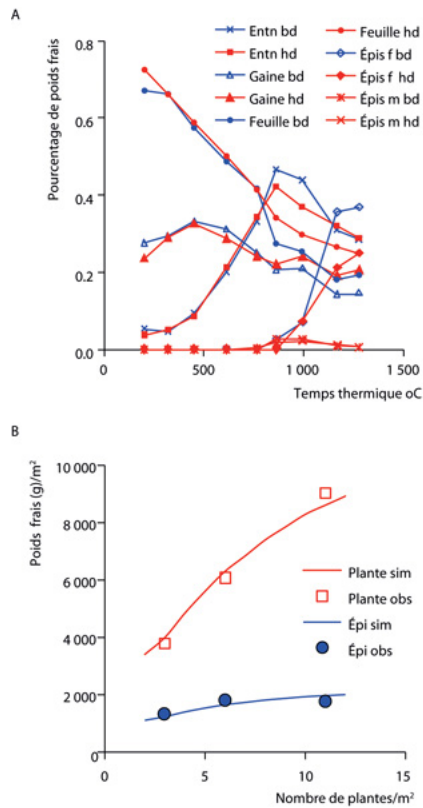 A
Pourcentage de poids frais
0.8
0.6
0.4
0.2
0.0
0
500
1 000
1 500
Temps thermique oC
Entn bd
Entn hd
Gaine bd
Gaine hd
Feuille bd
Feuille hd
Épis f bd
Épis f hd
Épis m bd
Épis m hd
B
Poids frais (g)/m²
10 000
8 000
6 000
4 000
2 000
0
0
5
10
15
Nombre de plantes/m²
Plante sim
Plante obs
Épi sim
Épi obs